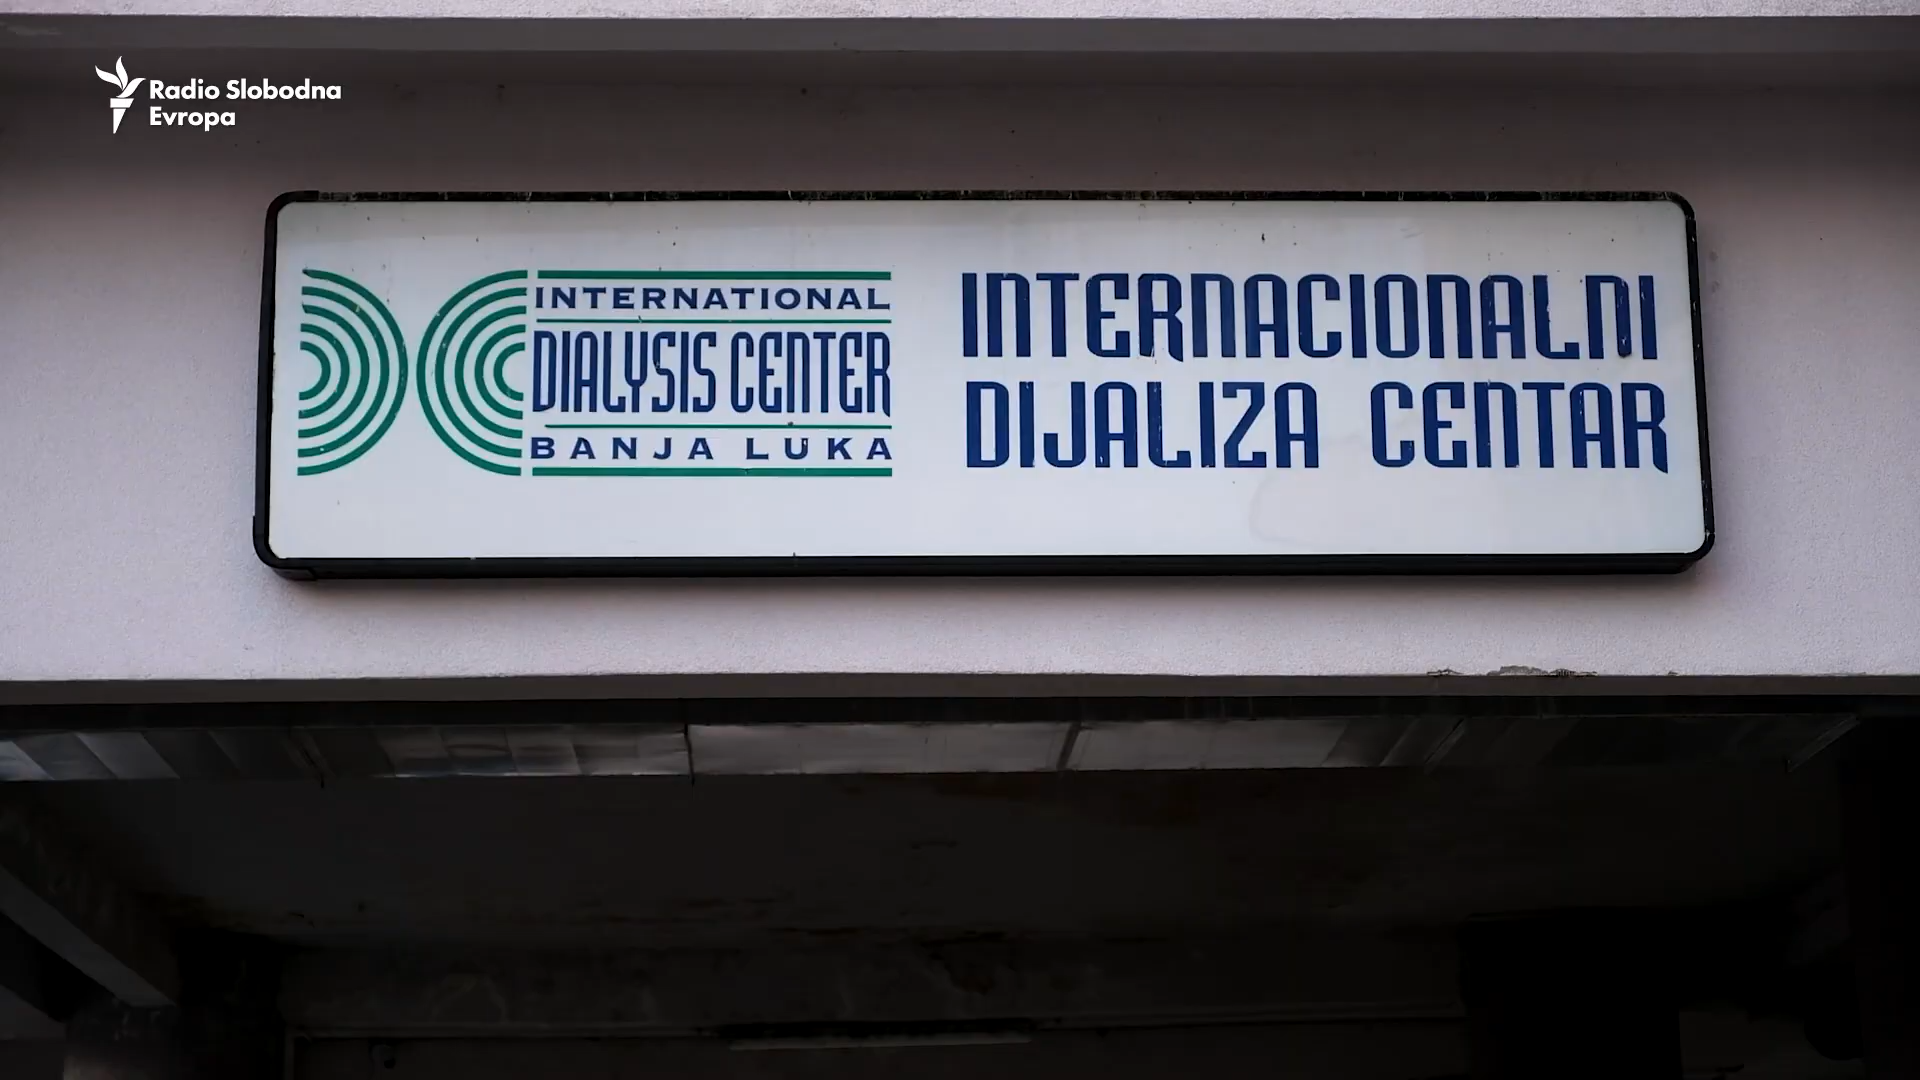 Radio Slobodna
Evropa
INTERNATIONAL
DIALYSIS CENTER
BANJA LUKA
INTERNACIONALNI
DIJALIZA CENTAR